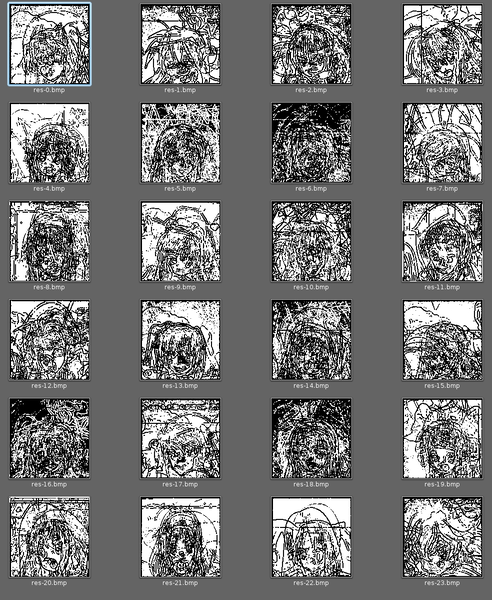 res-0.bmp
res-1.bmp
res-2.bmp
res-3.bmp
res-4.bmp
res-5.bmp
res-6.bmp
res-7.bmp
res-8.bmp
res-9.bmp
res-10.bmp
res-11.bmp
res-12.bmp
res-13.bmp
res-14.bmp
res-15.bmp
res-16.bmp
res-17.bmp
res-18.bmp
res-19.bmp
res-20.bmp
res-21.bmp
res-22.bmp
res-23.bmp